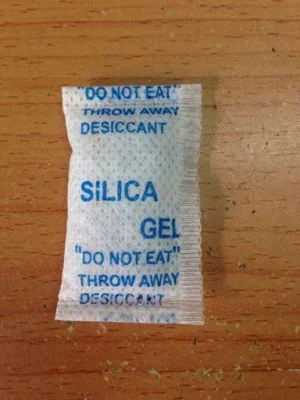 "DO NOT EAT"
THROW AWAY
DESICCANT
SILICA
GEL
"DO NOT EAT"
THROW AWAY
DESICCANT